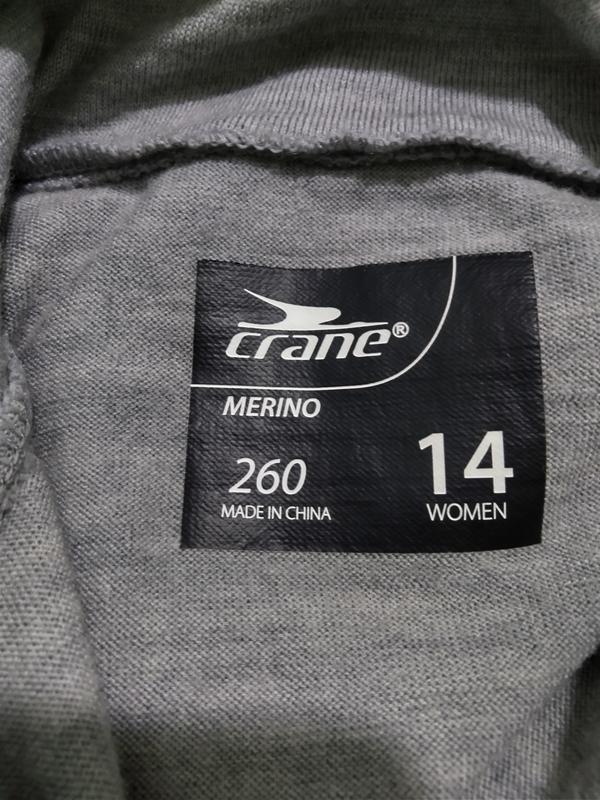 crane®
MERINO
260
14
MADE IN CHINA
WOMEN